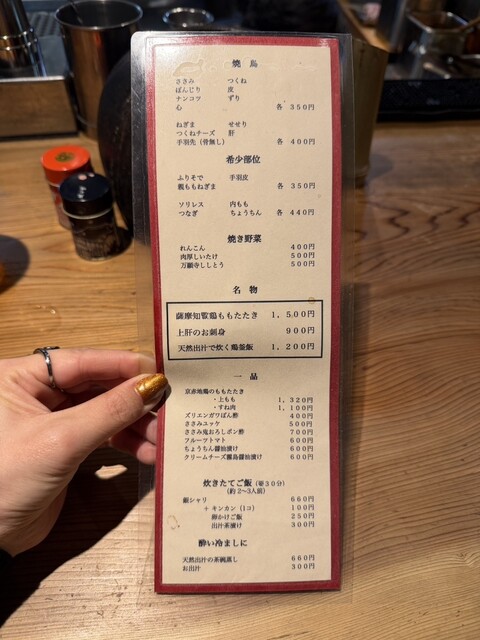 焼 鳥
ささみ つくね
ぼんじり 皮
ナンコツ ずり
心 各 350円
ねぎま せせり
つくねチーズ 肝
手羽先（骨無し） 各 400円
希少部位
ふりそで 手羽皮
親ももねぎま 各 350円
ソリレス 内もも
つなぎ ちょうちん 各 440円
焼き野菜
れんこん 400円
肉厚しいたけ 500円
万願寺ししとう 500円
名 物
薩摩知覧鶏ももたたき 1,500円
上肝のお刺身 900円
天然出汁で炊く鶏釜飯 1,200円
一 品
京赤地鶏のももたたき
・上もも 1,320円
・すね肉 1,100円
ズリエンガワぽん酢 400円
ささみユッケ 500円
ささみ鬼おろしポン酢 700円
フルーツトマト 600円
ちょうちん醤油漬け 600円
クリームチーズ醤油漬け 600円
炊きたてご飯（要30分）
（約2〜3人前）
銀シャリ 660円
＋キンカン（1コ） 100円
卵かけご飯 250円
出汁茶漬け 300円
酔い冷ましに
天然出汁の茶碗蒸し 660円
お出汁 300円